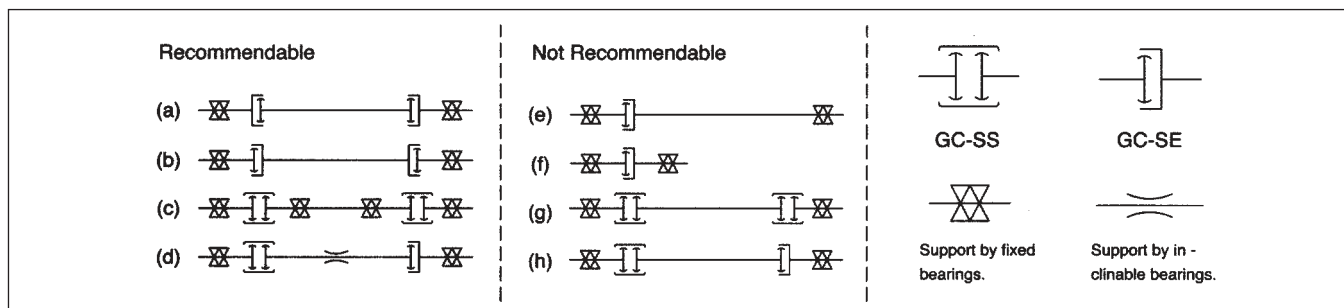 Recommendable
(a)
(b)
(c)
(d)
Not Recommendable
(e)
(f)
(g)
(h)
GC-SS
GC-SE
Support by fixed
bearings.
Support by in -
clinable bearings.